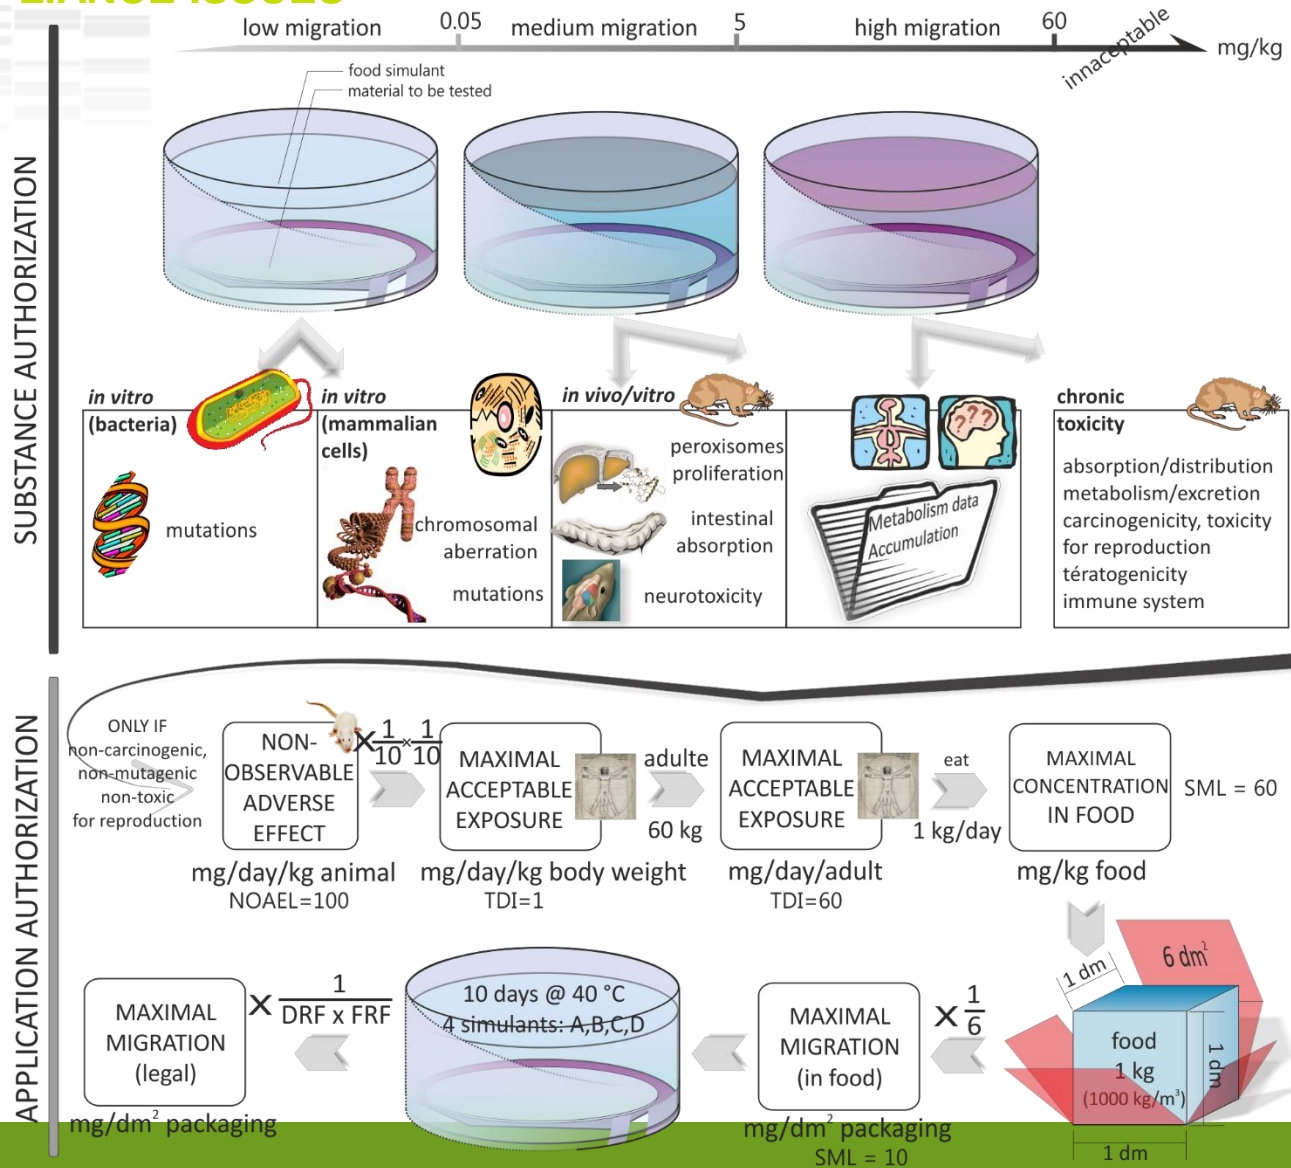 LIANCE ISSUES
low migration
0.05
medium migration
5
high migration
60
innaceptable
mg/kg
food simulant
material to be tested
SUBSTANCE AUTHORIZATION
in vitro
(bacteria)
mutations
in vitro
(mammalian
cells)
chromosomal
aberration
mutations
in vivo/vitro
peroxisomes
proliferation
intestinal
absorption
neurotoxicity
??
Metabolism data
Accumulation
chronic
toxicity
absorption/distribution
metabolism/excretion
carcinogenicity, toxicity
for reproduction
tératogenicity
immune system
APPLICATION AUTHORIZATION
ONLY IF
non-carcinogenic,
non-mutagenic
non-toxic
for reproduction
NON-
OBSERVABLE
ADVERSE
EFFECT
mg/day/kg animal
NOAEL=100
× 1/10 × 1/10
MAXIMAL
ACCEPTABLE
EXPOSURE
mg/day/kg body weight
TDI=1
adulte
60 kg
MAXIMAL
ACCEPTABLE
EXPOSURE
mg/day/adult
TDI=60
eat
1 kg/day
MAXIMAL
CONCENTRATION
IN FOOD
mg/kg food
SML = 60
1 dm
6 dm²
food
1 kg
(1000 kg/m³)
1 dm
1 dm
× 1/6
MAXIMAL
MIGRATION
(in food)
mg/dm² packaging
SML = 10
10 days @ 40 °C
4 simulants: A,B,C,D
× 1/DRF x FRF
MAXIMAL
MIGRATION
(legal)
mg/dm² packaging